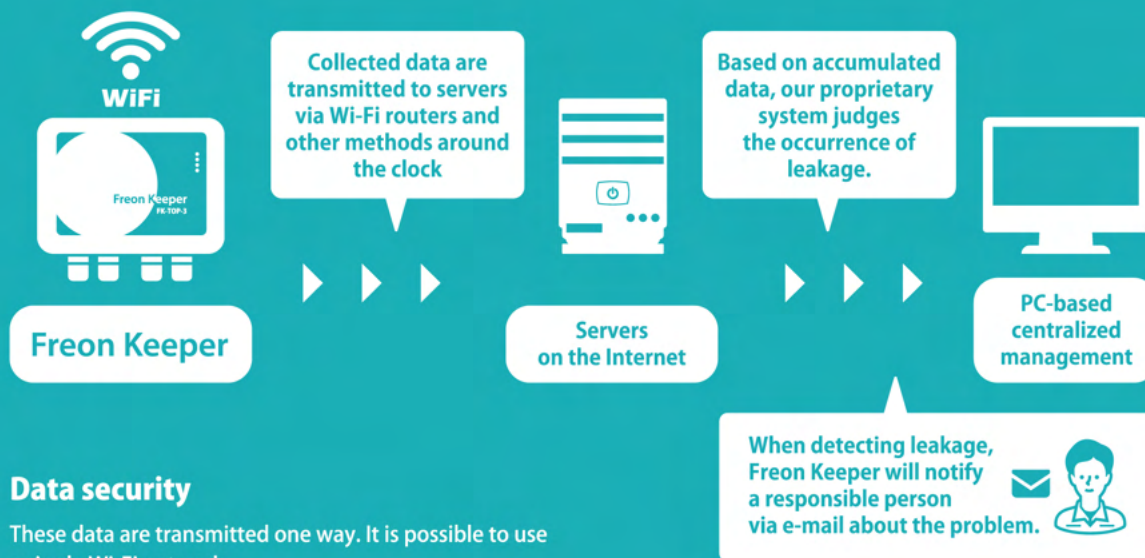 WiFi
Freon Keeper
FK-TOP-3
Freon Keeper
Collected data are
transmitted to servers
via Wi-Fi routers and
other methods around
the clock
Servers
on the Internet
Based on accumulated
data, our proprietary
system judges
the occurrence of
leakage.
PC-based
centralized
management
When detecting leakage,
Freon Keeper will notify
a responsible person
via e-mail about the problem.
Data security
These data are transmitted one way. It is possible to use